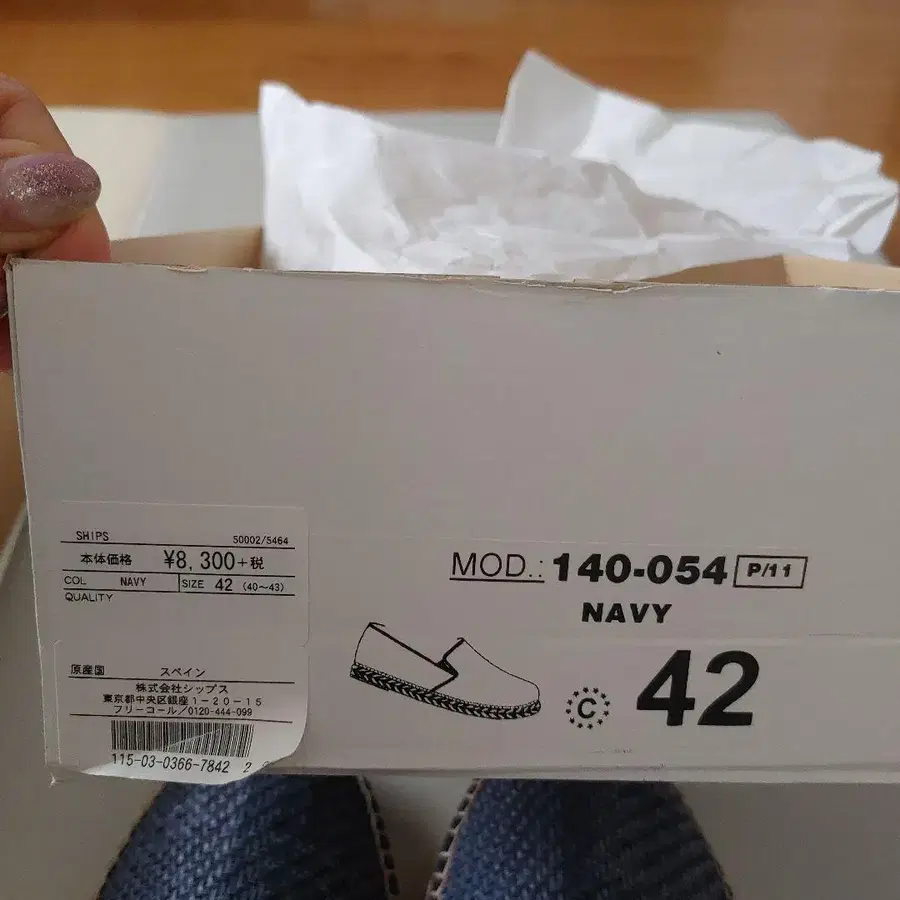 SHIPS 50002/5464
本体価格 ¥8,300+税
COL NAVY SIZE 42 (40~43)
QUALITY
原産国 スペイン
株式会社シップス
東京都中央区銀座1-20-15
フリーコール/0120-444-099
115-03-0366-7842
MOD.: 140-054 P/11
NAVY
C 42